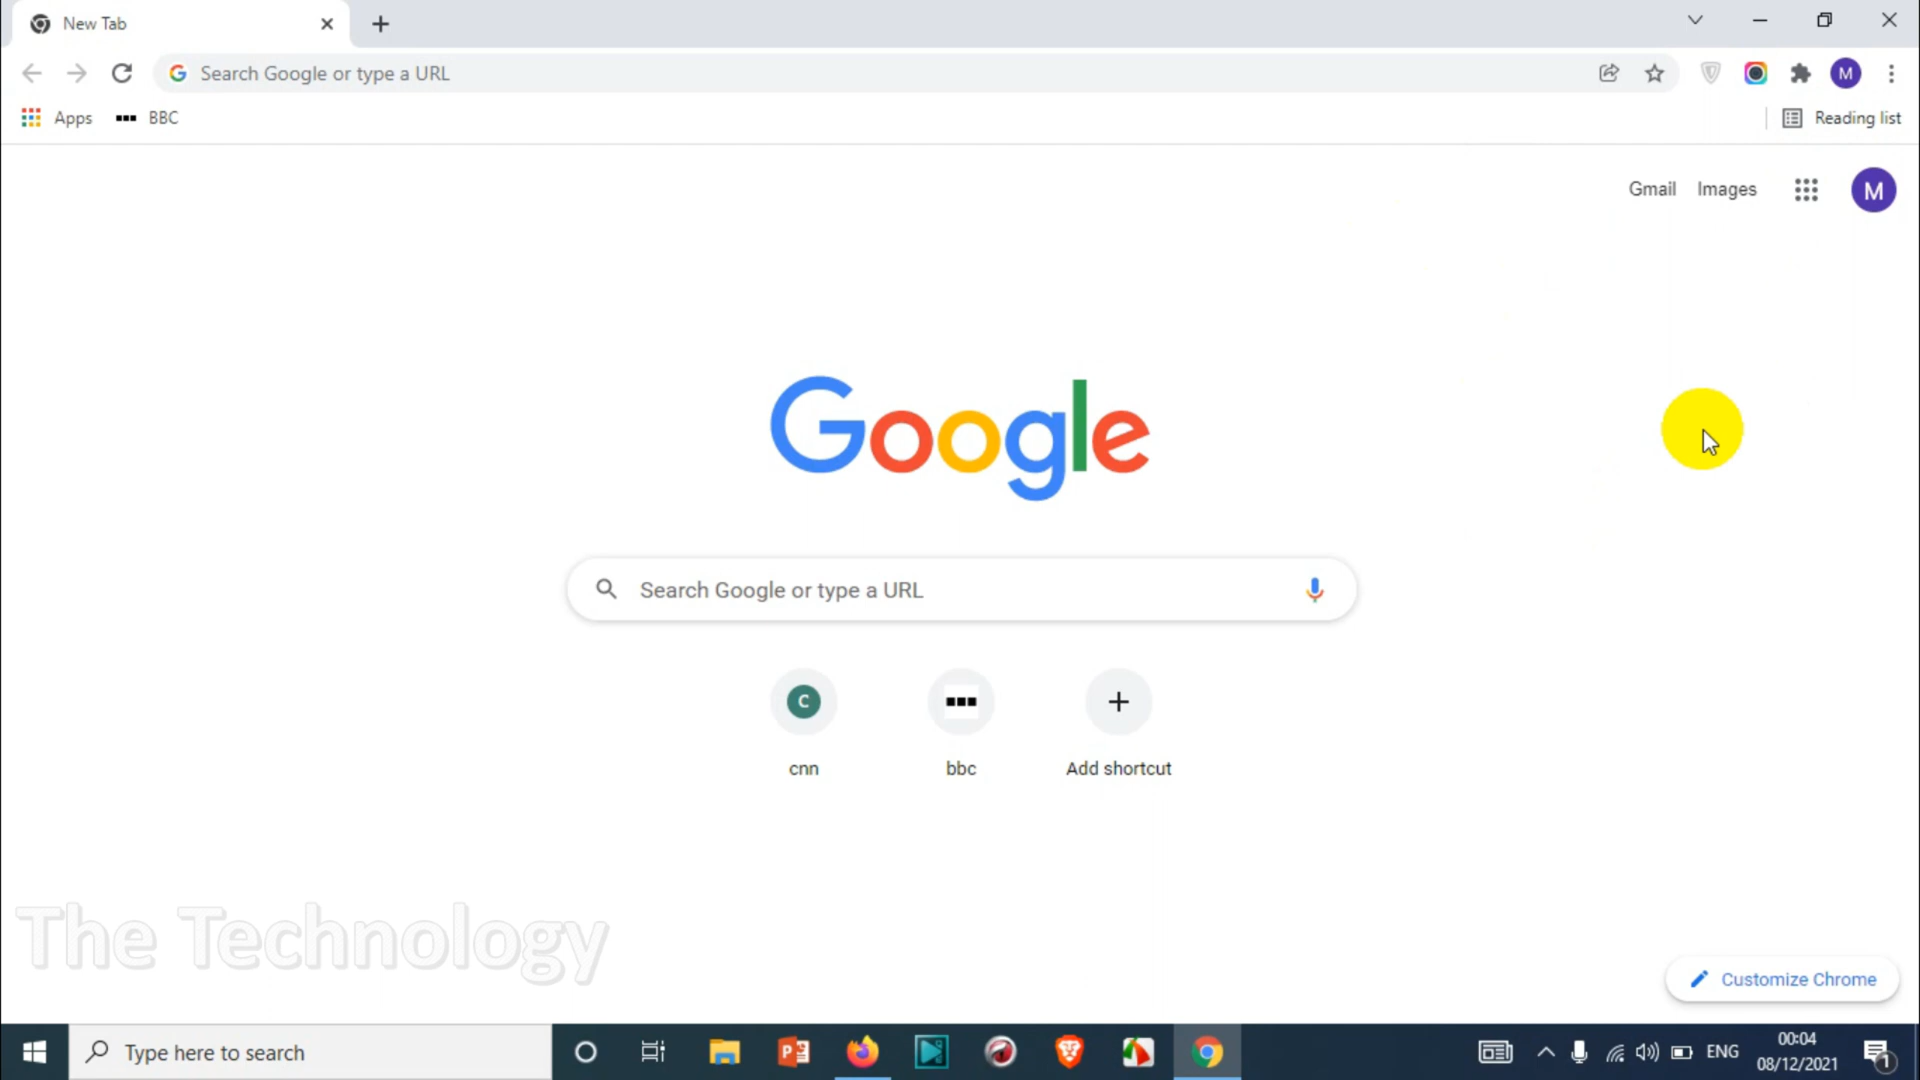 New Tab
Search Google or type a URL
M
Apps
BBC
Reading list
Gmail
Images
M
Google
Search Google or type a URL
C
cnn
bbc
Add shortcut
The Technology
Customize Chrome
Type here to search
ENG
00:04
08/12/2021
1